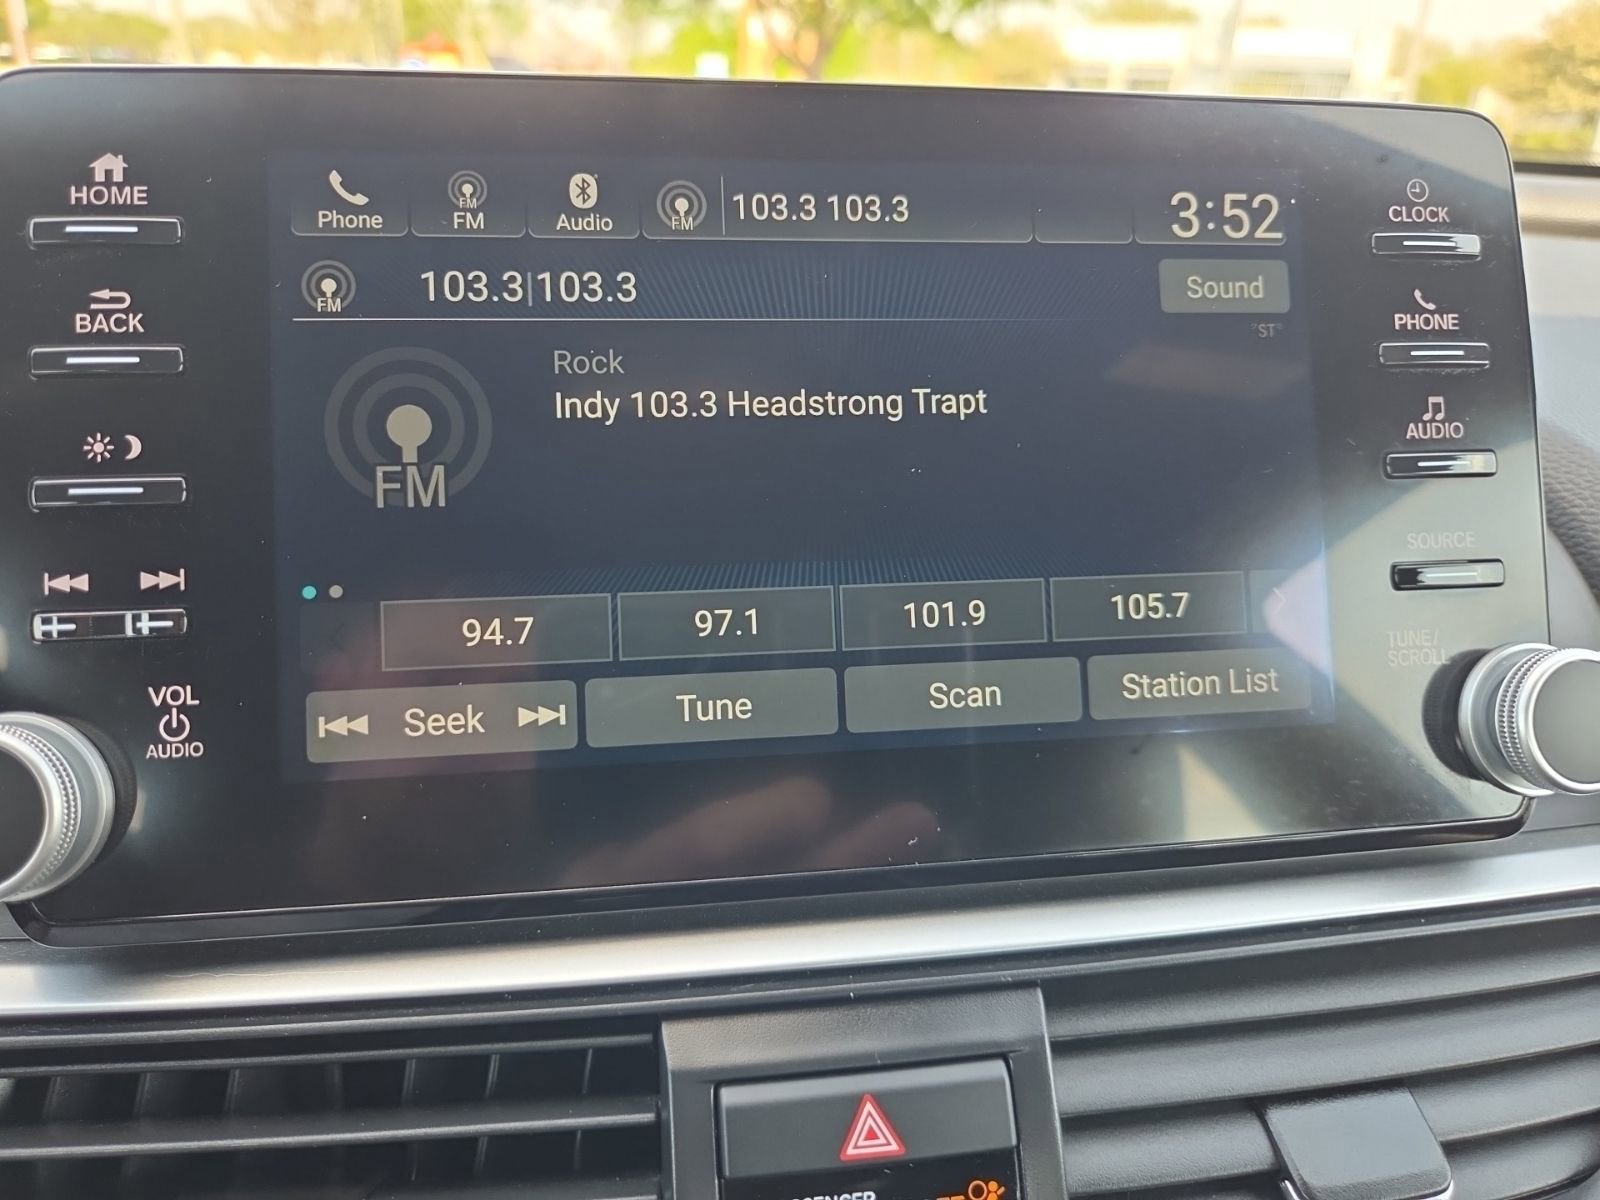 HOME
BACK
VOL
AUDIO
Phone
FM
FM
Audio
FM
103.3 103.3
3:52
FM
103.3|103.3
Sound
"ST"
Rock
Indy 103.3 Headstrong Trapt
FM
94.7
97.1
101.9
105.7
Seek
Tune
Scan
Station List
CLOCK
PHONE
AUDIO
SOURCE
TUNE/
SCROLL